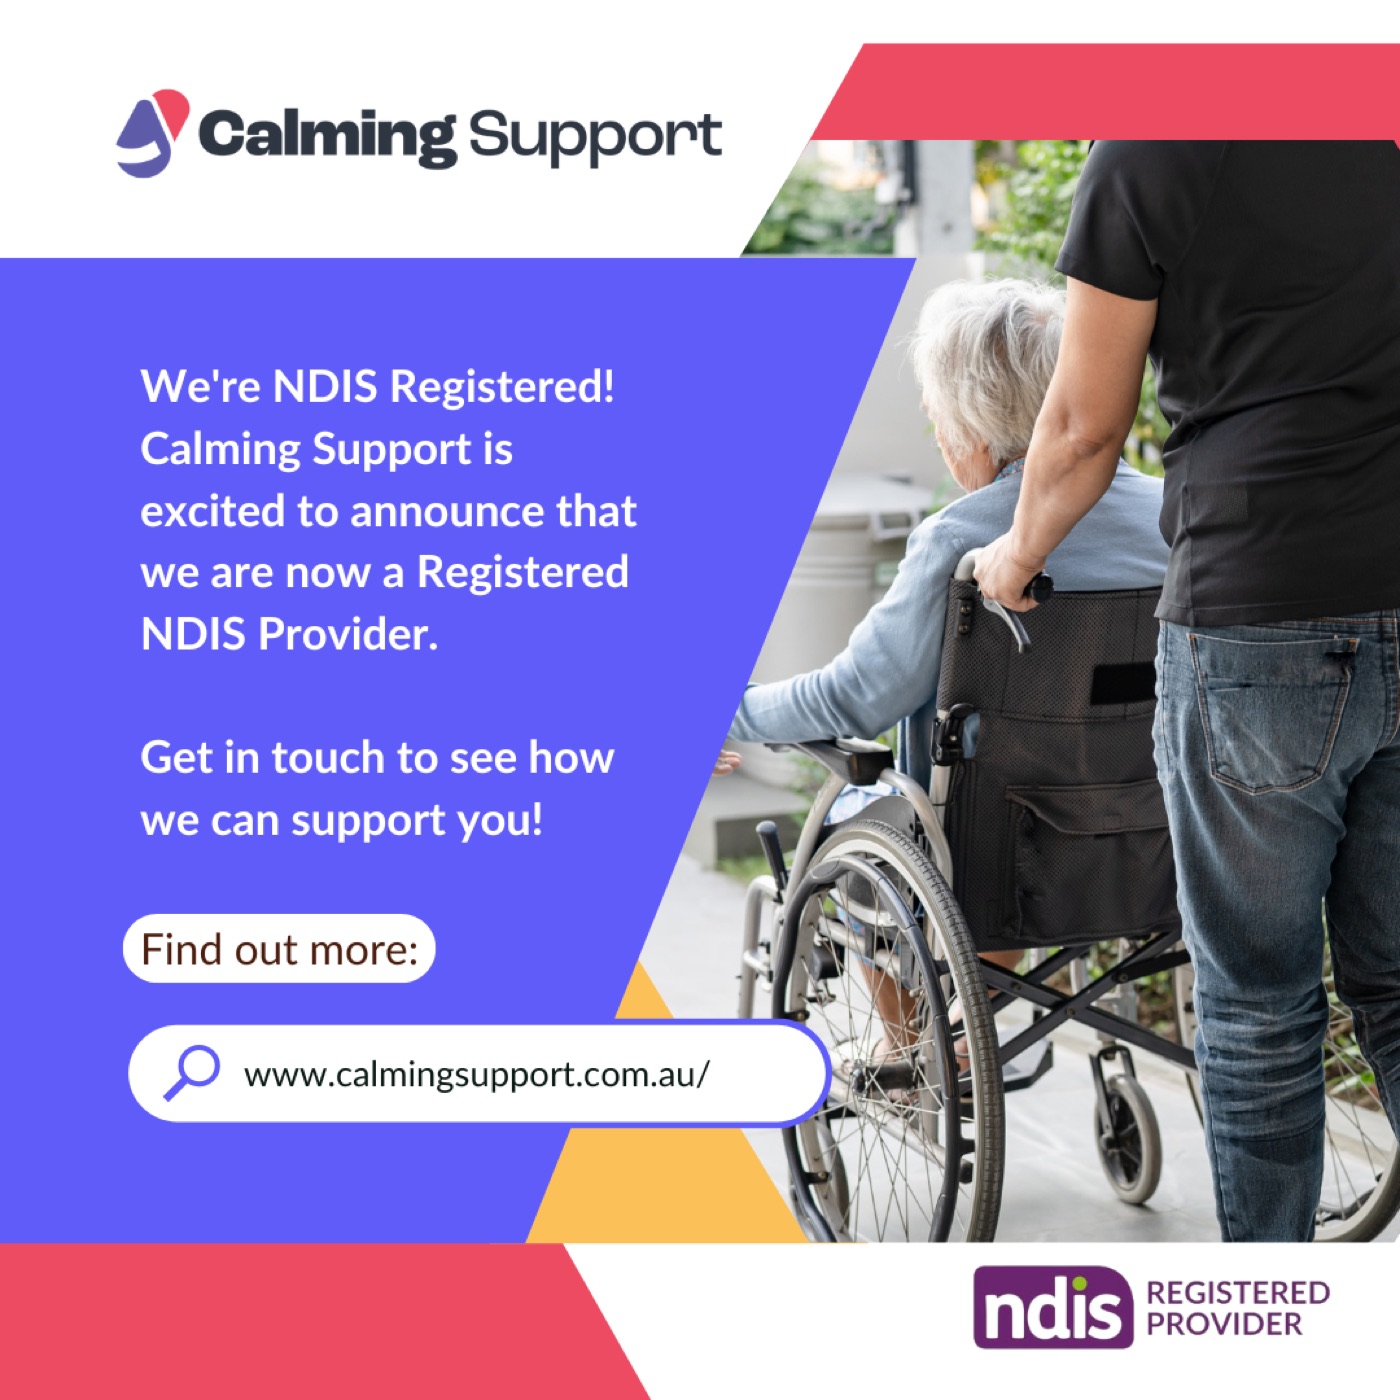 Calming Support
We're NDIS Registered!
Calming Support is
excited to announce that
we are now a Registered
NDIS Provider.
Get in touch to see how
we can support you!
Find out more:
www.calmingsupport.com.au/
ndis
REGISTERED
PROVIDER